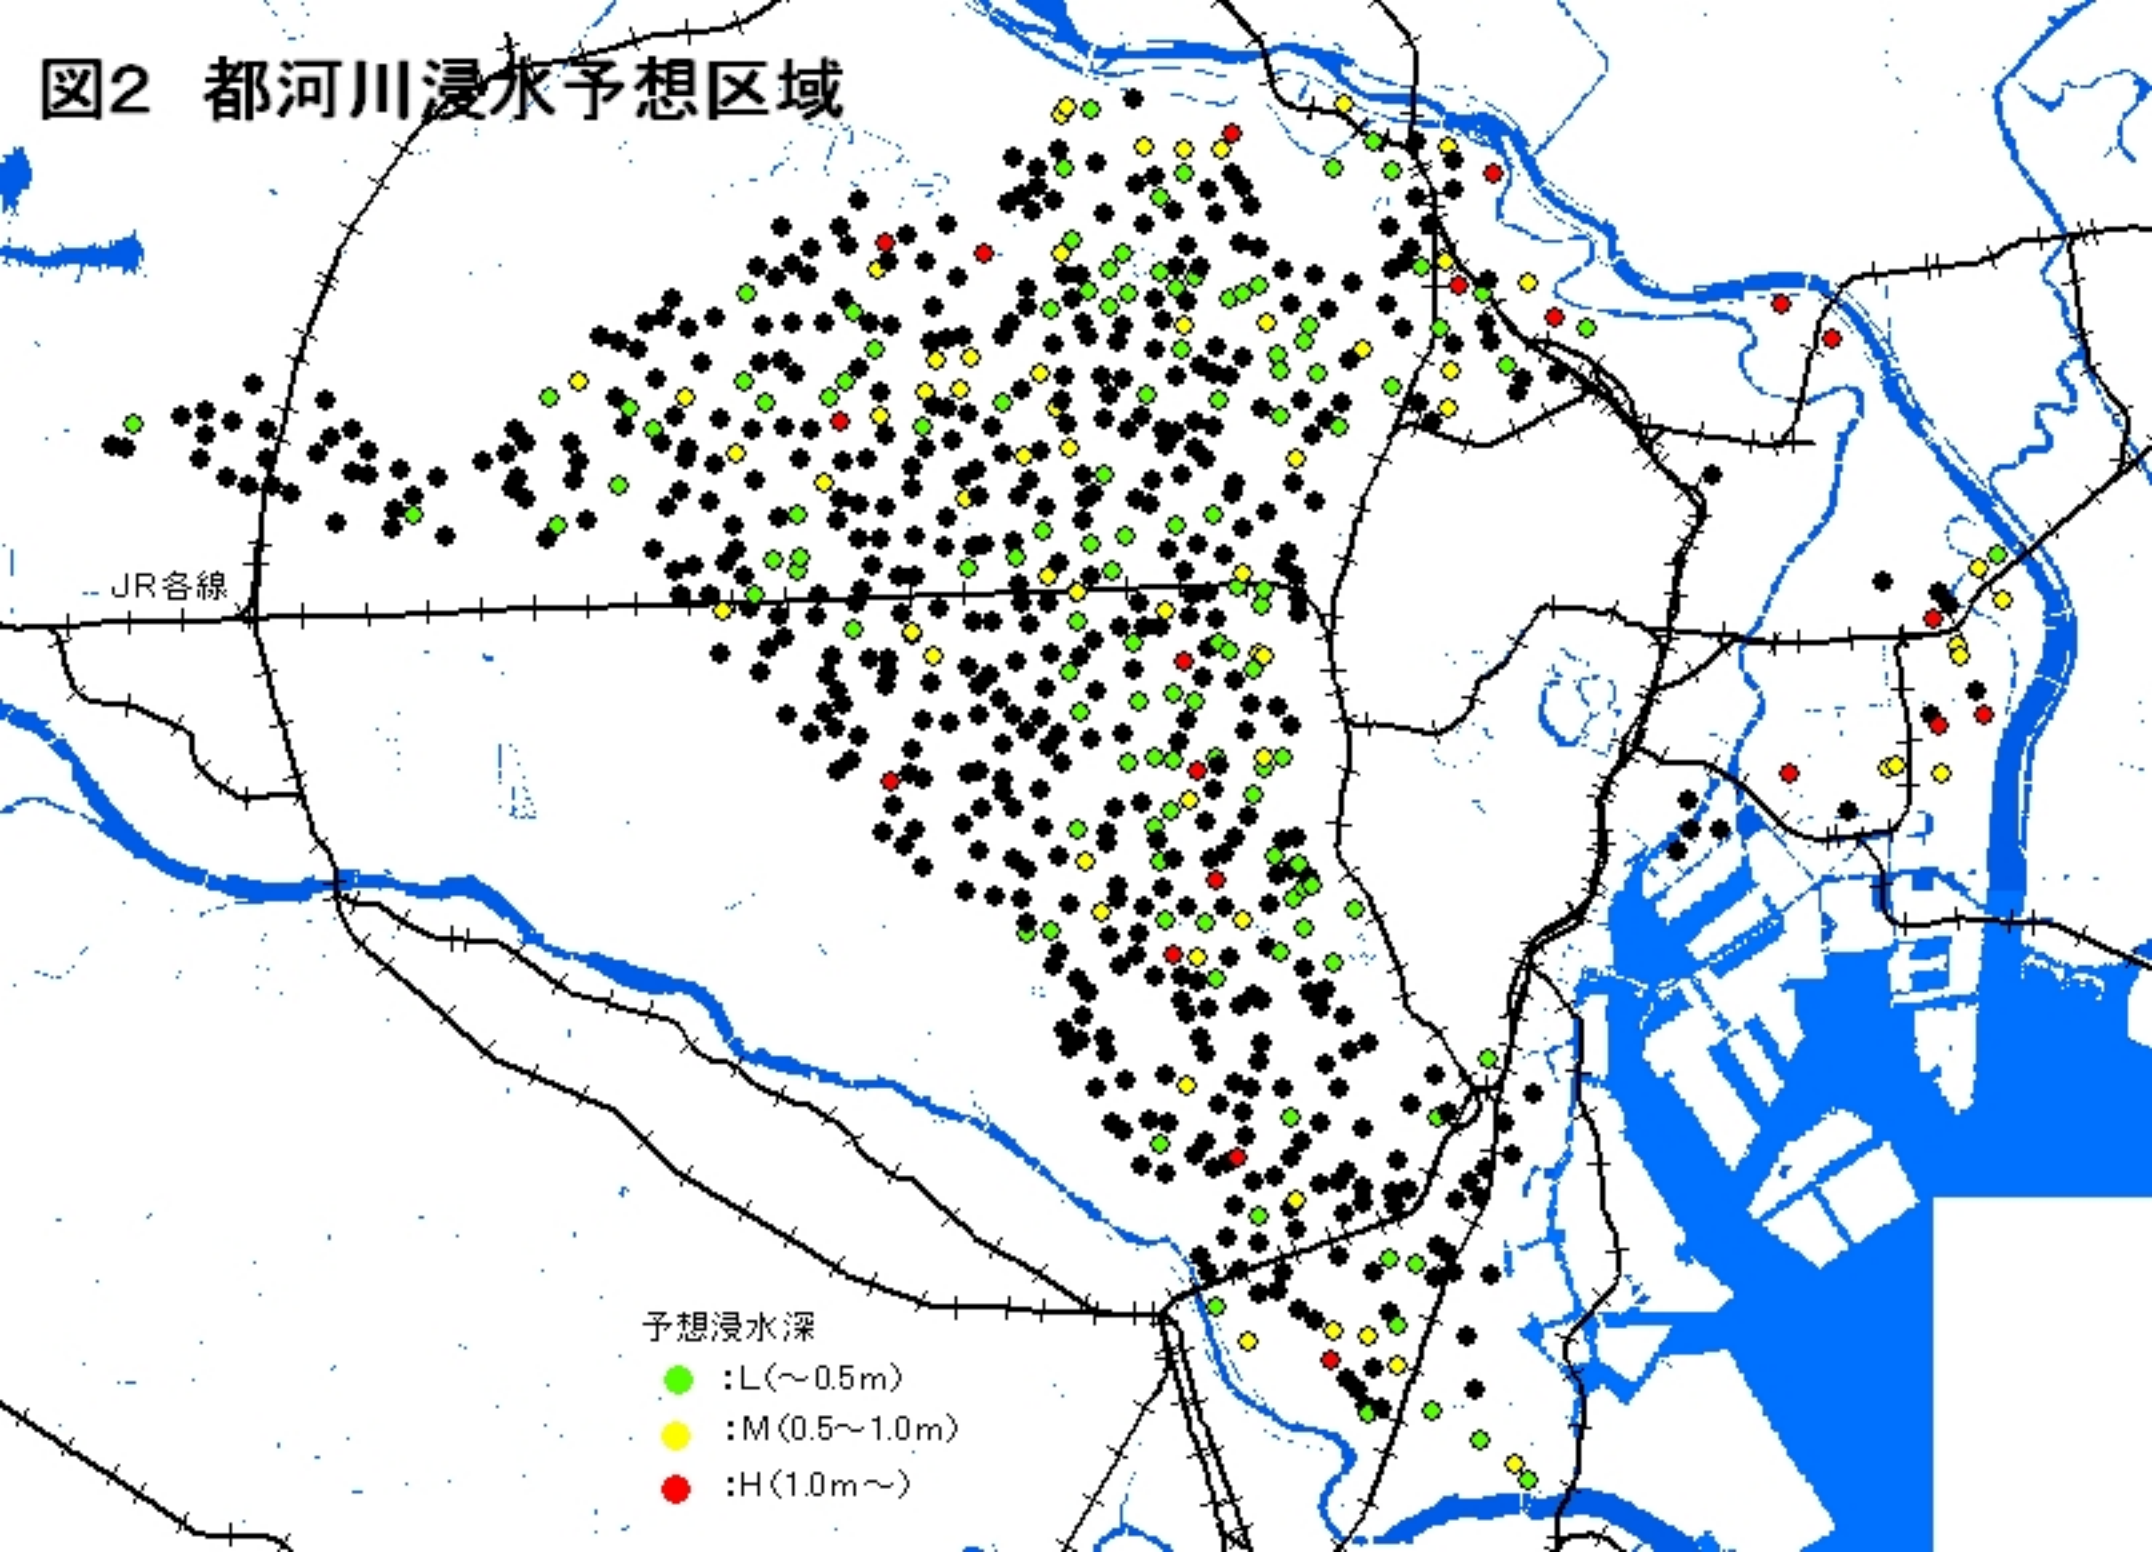 図2 都河川浸水予想区域
JR各線
予想浸水深
:L(～0.5m)
:M(0.5～1.0m)
:H(1.0m～)